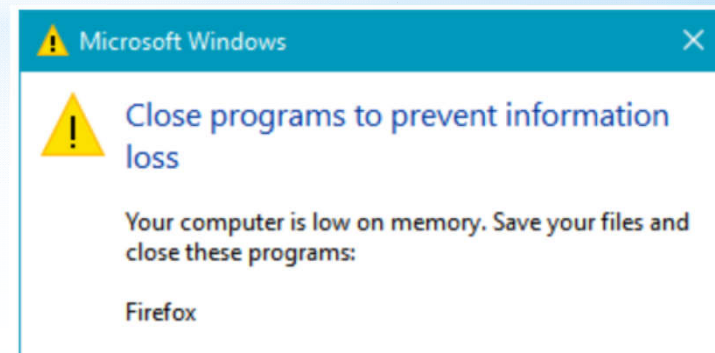 Microsoft Windows
Close programs to prevent information
loss
Your computer is low on memory. Save your files and
close these programs:
Firefox